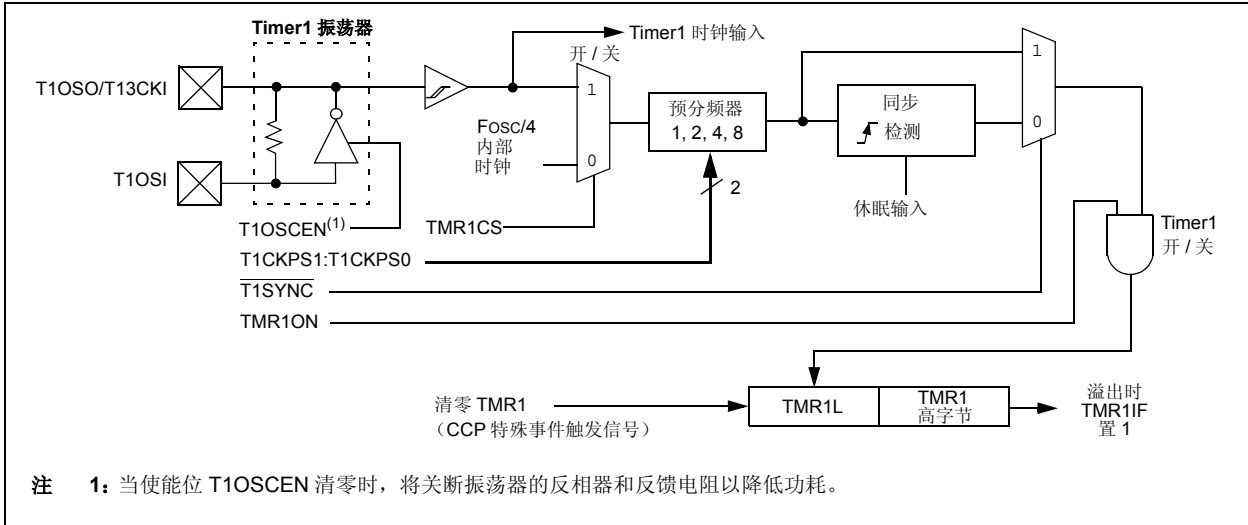 Timer1 振荡器
Timer1 时钟输入
开 / 关
T1OSO/T13CKI
1
1
预分频器
1, 2, 4, 8
同步
检测
FOSC/4
内部
时钟
0
0
T1OSI
2
休眠输入
T1OSCEN(1)
TMR1CS
Timer1
开 / 关
T1CKPS1:T1CKPS0
T1SYNC
TMR1ON
清零 TMR1
(CCP 特殊事件触发信号)
TMR1L
TMR1
高字节
溢出时
TMR1IF
置 1
注 1: 当使能位 T1OSCEN 清零时,将关断振荡器的反相器和反馈电阻以降低功耗。